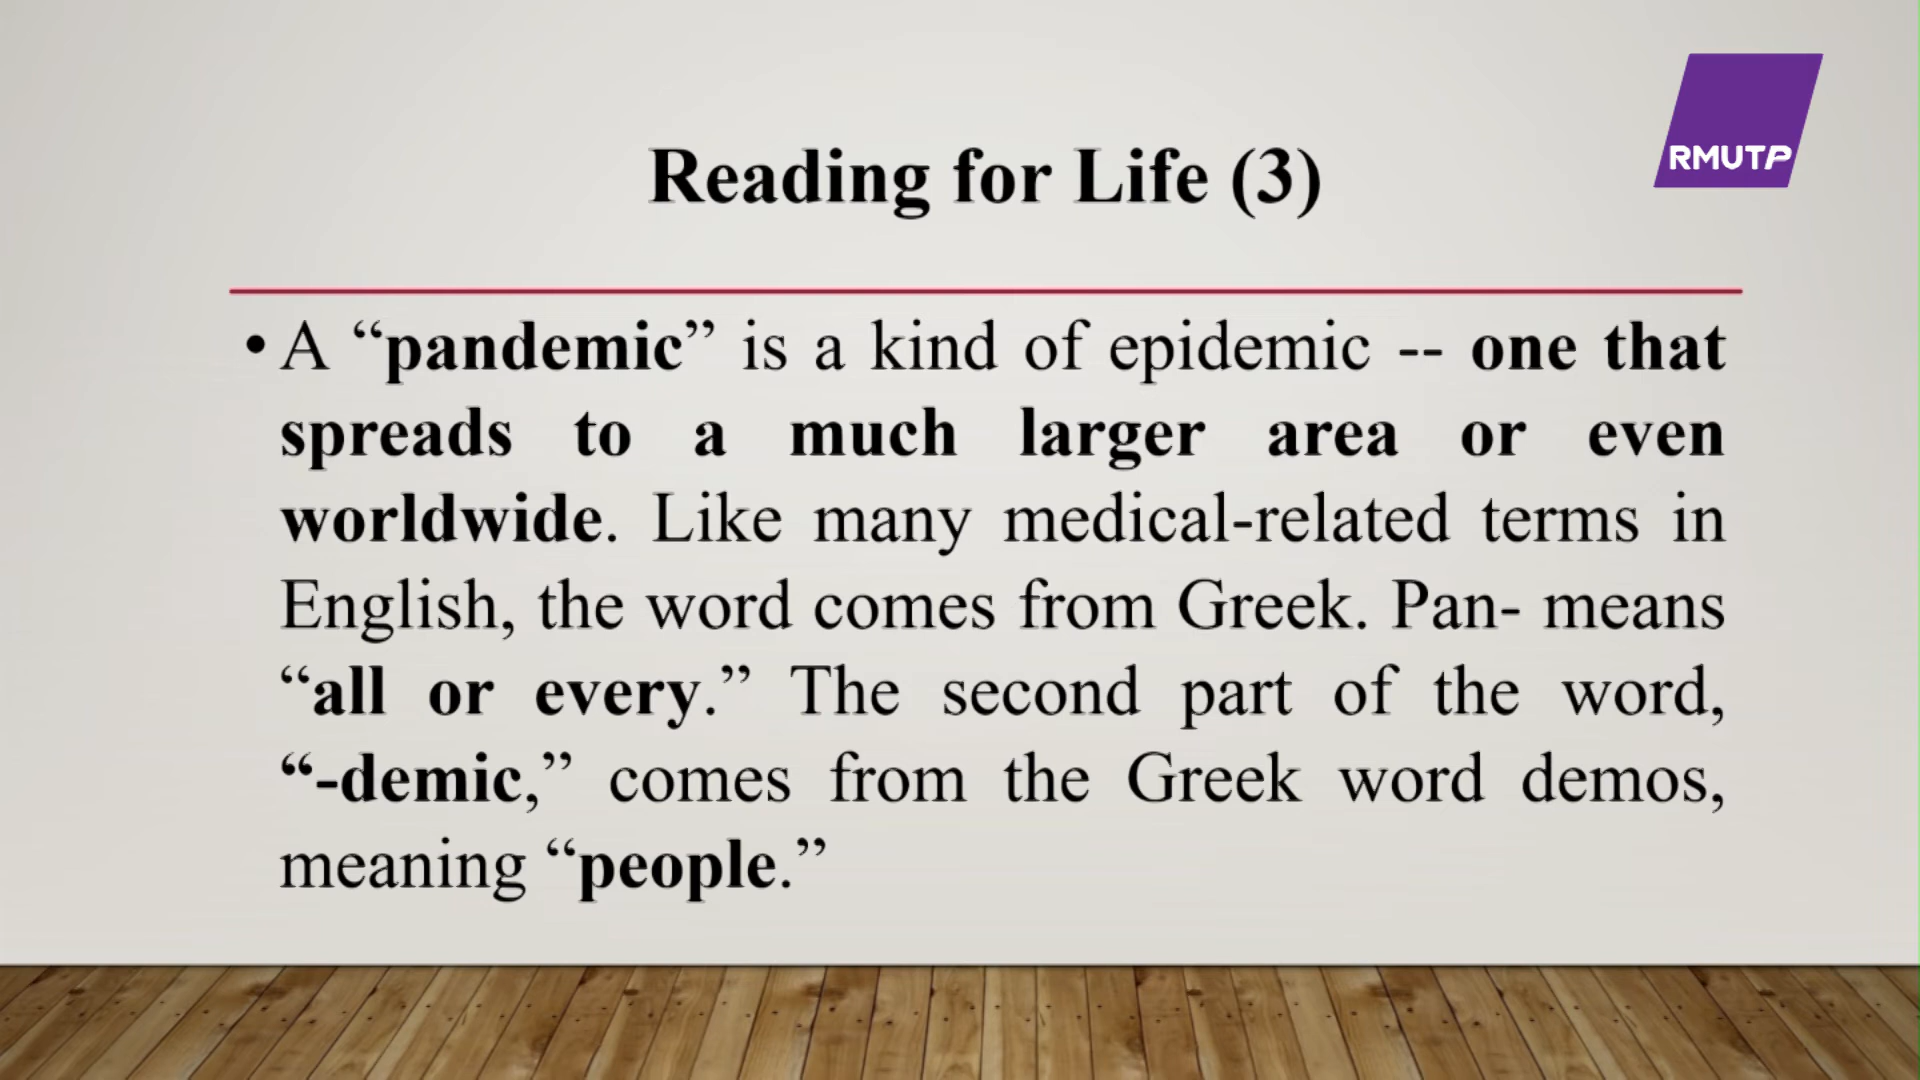 RMUTP
Reading for Life (3)
• A “pandemic” is a kind of epidemic -- one that
spreads to a much larger area or even
worldwide. Like many medical-related terms in
English, the word comes from Greek. Pan- means
“all or every.” The second part of the word,
“-demic,” comes from the Greek word demos,
meaning “people.”